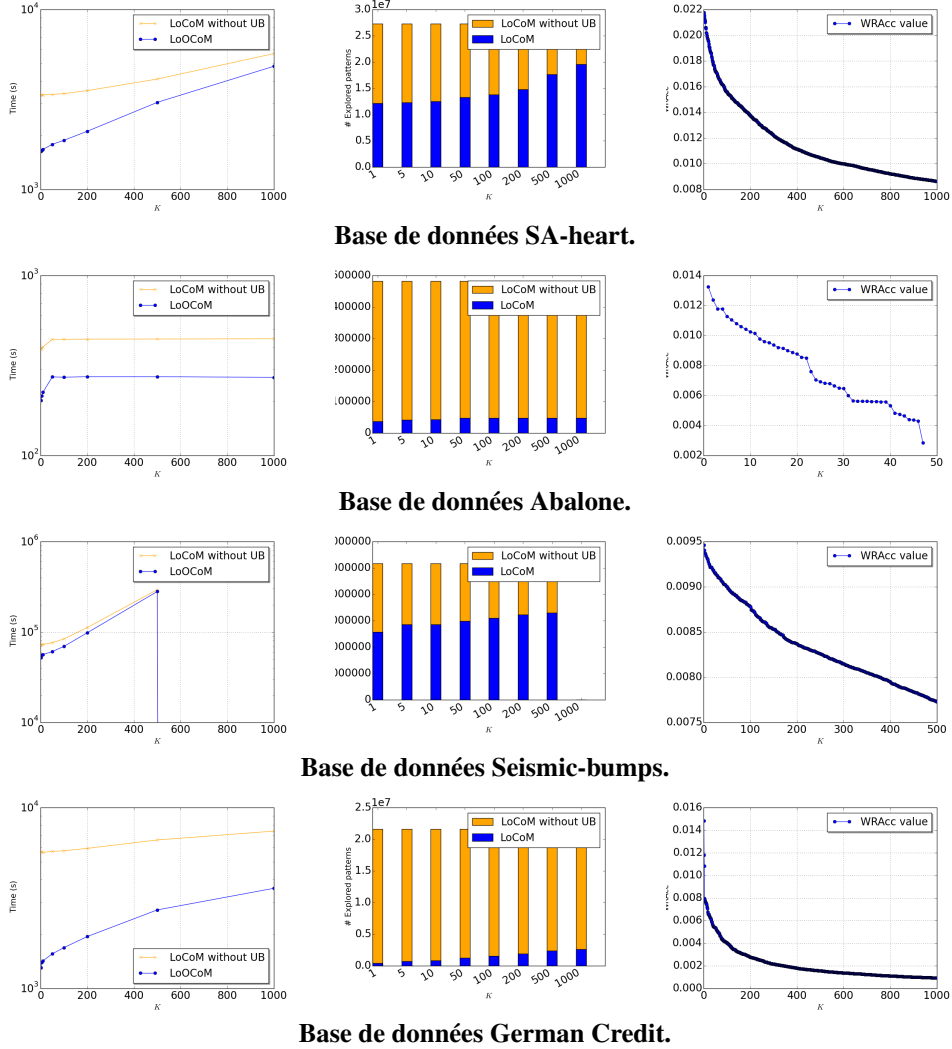 10^4 LoCoM without UB LoOCoM Time (s) 10^3 0 200 400 600 800 1000 K
3.0 1e7 LoCoM without UB LoCoM 2.5 2.0 1.5 1.0 0.5 0.0 # Explored patterns 1 5 10 50 100 200 500 1000 K
0.022 WRAcc value 0.020 0.018 0.016 0.014 0.012 0.010 0.008 0 200 400 600 800 1000 K
Base de données SA-heart.
10^3 LoCoM without UB LoOCoM Time (s) 10^2 0 200 400 600 800 1000 K
LoCoM without UB LoCoM 0 1 5 10 50 100 200 500 1000 K
0.014 WRAcc value 0.012 0.010 0.008 0.006 0.004 0.002 0 10 20 30 40 50 K
Base de données Abalone.
10^6 LoCoM without UB LoOCoM Time (s) 10^5 10^4 0 200 400 600 800 1000 K
LoCoM without UB LoCoM 0 1 5 10 50 100 200 500 1000 K
0.0095 WRAcc value 0.0090 0.0085 0.0080 0.0075 0 100 200 300 400 500 K
Base de données Seismic-bumps.
10^4 Time (s) LoCoM without UB LoOCoM 10^3 0 200 400 600 800 1000 K
2.5 1e7 LoCoM without UB LoCoM 2.0 1.5 1.0 0.5 0.0 # Explored patterns 1 5 10 50 100 200 500 1000 K
0.016 WRAcc value 0.014 0.012 0.010 0.008 0.006 0.004 0.002 0.000 0 200 400 600 800 1000 K
Base de données German Credit.